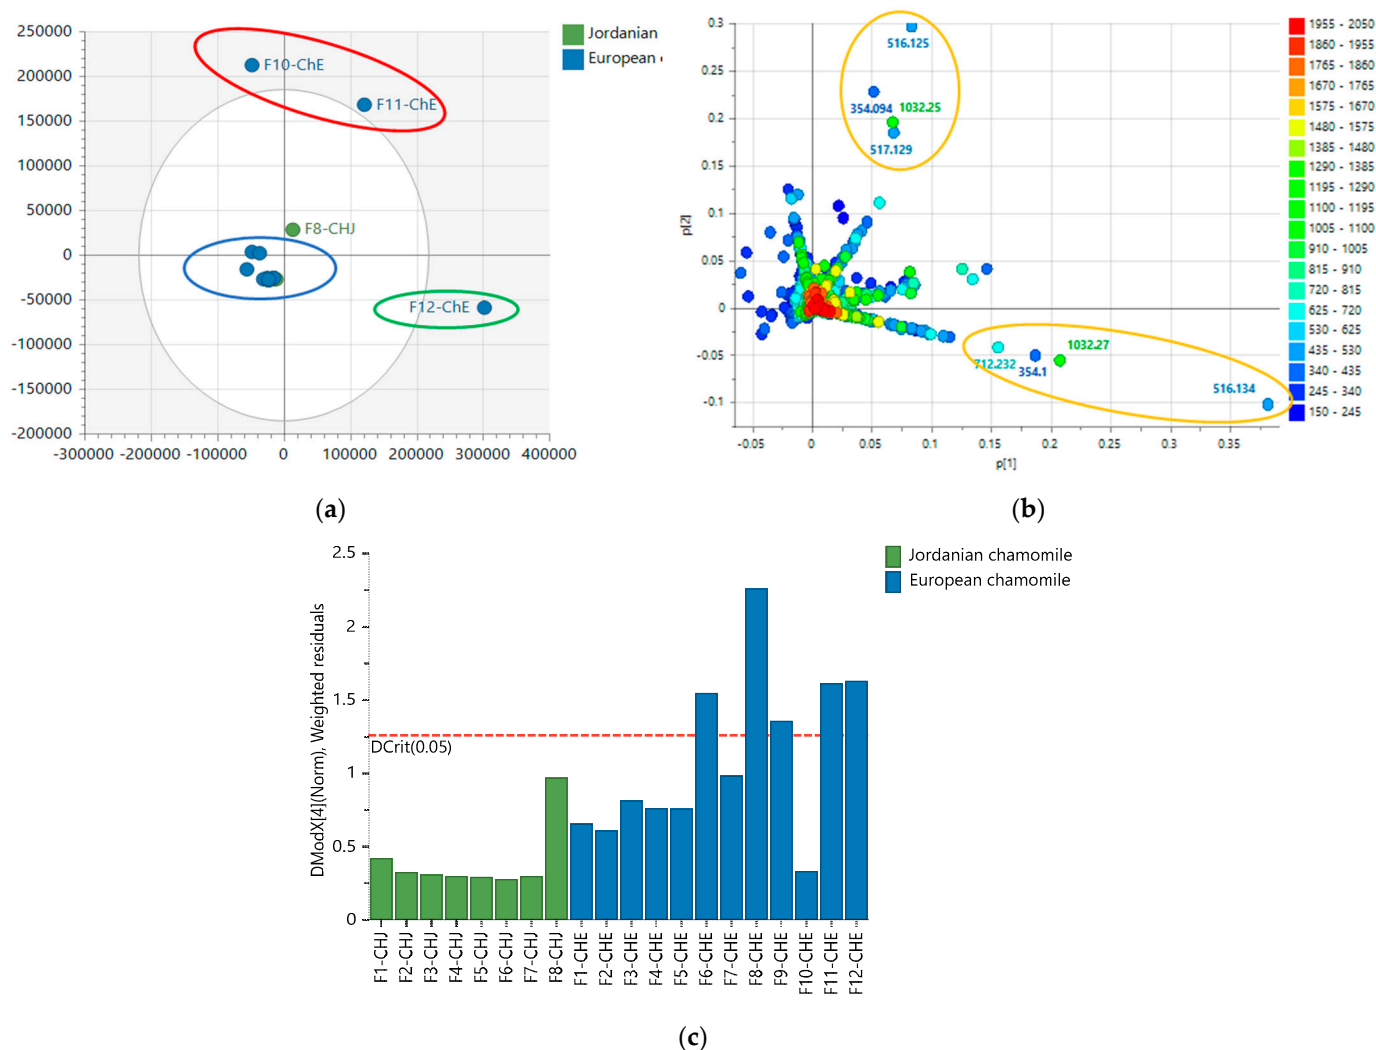 250000
200000
150000
100000
50000
0
-50000
-100000
-150000
-200000
-300000 -200000 -100000 0 100000 200000 300000 400000
F10-ChE
F11-ChE
F8-CHJ
F12-ChE
Jordanian
European
(a)
0.3
0.25
0.2
0.15
0.1
0.05
0
-0.05
-0.1
p[2]
-0.05 0 0.05 0.1 0.15 0.2 0.25 0.3 0.35
p[1]
516.125
354.094 1032.25
517.129
1032.27
712.232 354.1
516.134
1955 - 2050
1860 - 1955
1765 - 1860
1670 - 1765
1575 - 1670
1480 - 1575
1385 - 1480
1290 - 1385
1195 - 1290
1100 - 1195
1005 - 1100
910 - 1005
815 - 910
720 - 815
625 - 720
530 - 625
435 - 530
340 - 435
245 - 340
150 - 245
(b)
2.5
2
1.5
1
0.5
0
DModX[4](Norm), Weighted residuals
DCrit(0.05)
Jordanian chamomile
European chamomile
F1-CHJ ...
F2-CHJ ...
F3-CHJ ...
F4-CHJ ...
F5-CHJ ...
F6-CHJ ...
F7-CHJ ...
F8-CHJ ...
F1-CHE ...
F2-CHE ...
F3-CHE ...
F4-CHE ...
F5-CHE ...
F6-CHE ...
F7-CHE ...
F8-CHE ...
F9-CHE ...
F10-CHE ...
F11-CHE ...
F12-CHE ...
(c)